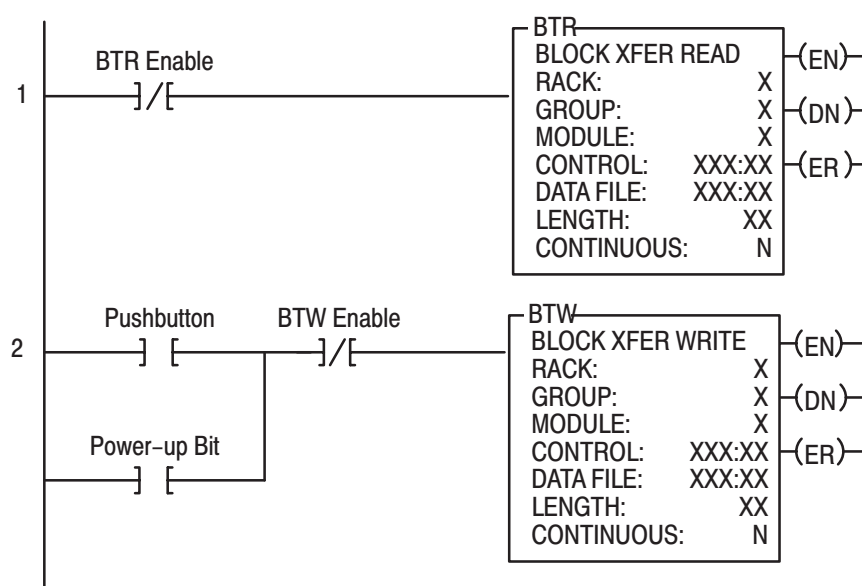 BTR
BTR Enable
BLOCK XFER READ (EN)
RACK: X
1
GROUP: X (DN)
MODULE: X
CONTROL: XXX:XX (ER)
DATA FILE: XXX:XX
LENGTH: XX
CONTINUOUS: N
Pushbutton BTW Enable
BTW
2
BLOCK XFER WRITE (EN)
RACK: X
GROUP: X (DN)
MODULE: X
Power-up Bit
CONTROL: XXX:XX (ER)
DATA FILE: XXX:XX
LENGTH: XX
CONTINUOUS: N